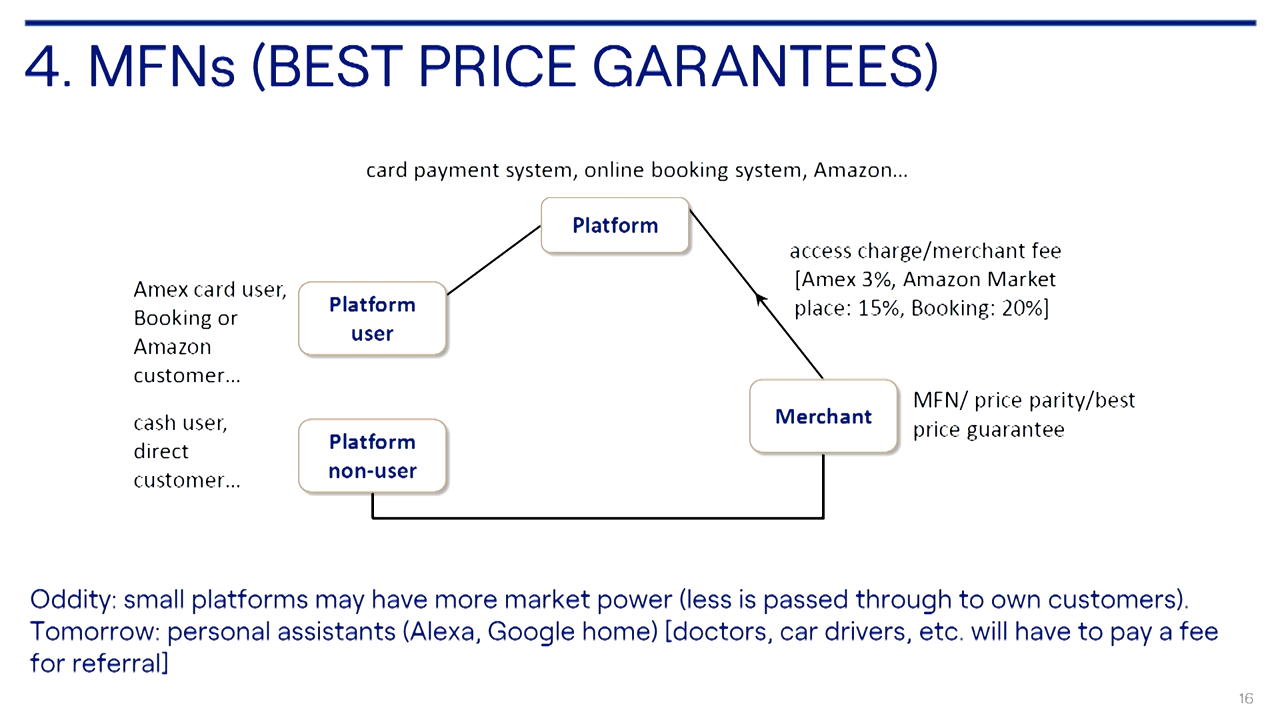 4. MFNs (BEST PRICE GARANTEES)
card payment system, online booking system, Amazon...
Platform
access charge/merchant fee
[Amex 3%, Amazon Market
place: 15%, Booking: 20%]
Amex card user,
Booking or
Amazon
customer...
Platform
user
MFN/ price parity/best
price guarantee
Merchant
cash user,
direct
customer...
Platform
non-user
Oddity: small platforms may have more market power (less is passed through to own customers).
Tomorrow: personal assistants (Alexa, Google home) [doctors, car drivers, etc. will have to pay a fee
for referral]
16